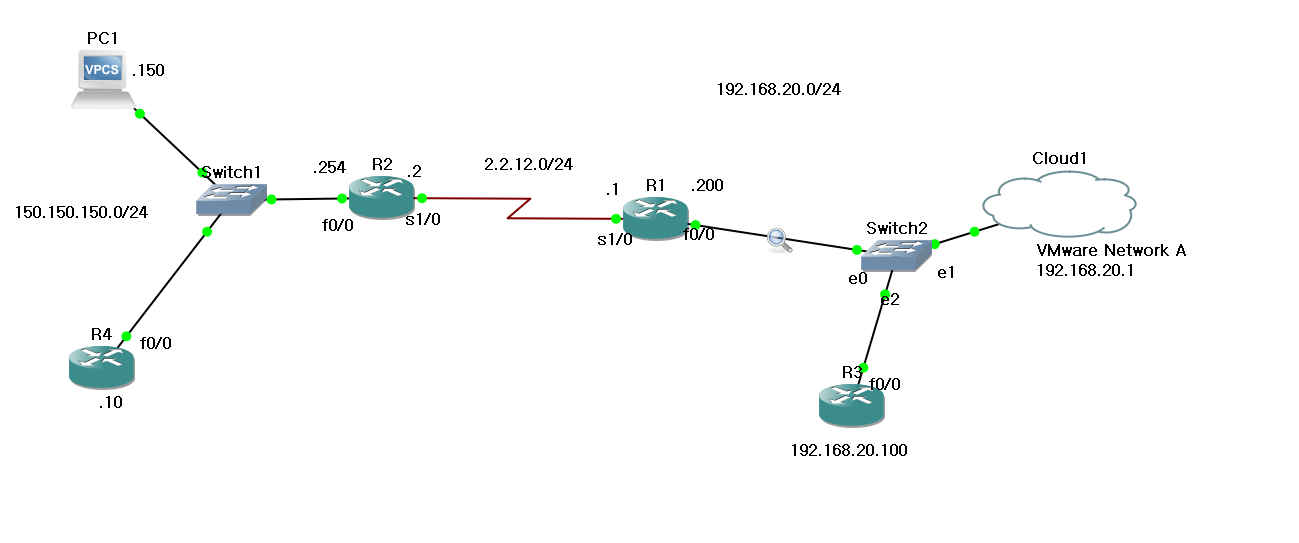 PC1
VPCS
.150
192.168.20.0/24
Switch1
.254
R2
.2
2.2.12.0/24
Cloud1
.1
R1
.200
150.150.150.0/24
f0/0
s1/0
s1/0
f0/0
Switch2
VMware Network A
192.168.20.1
e0
e1
e2
R4
f0/0
R3
f0/0
.10
192.168.20.100